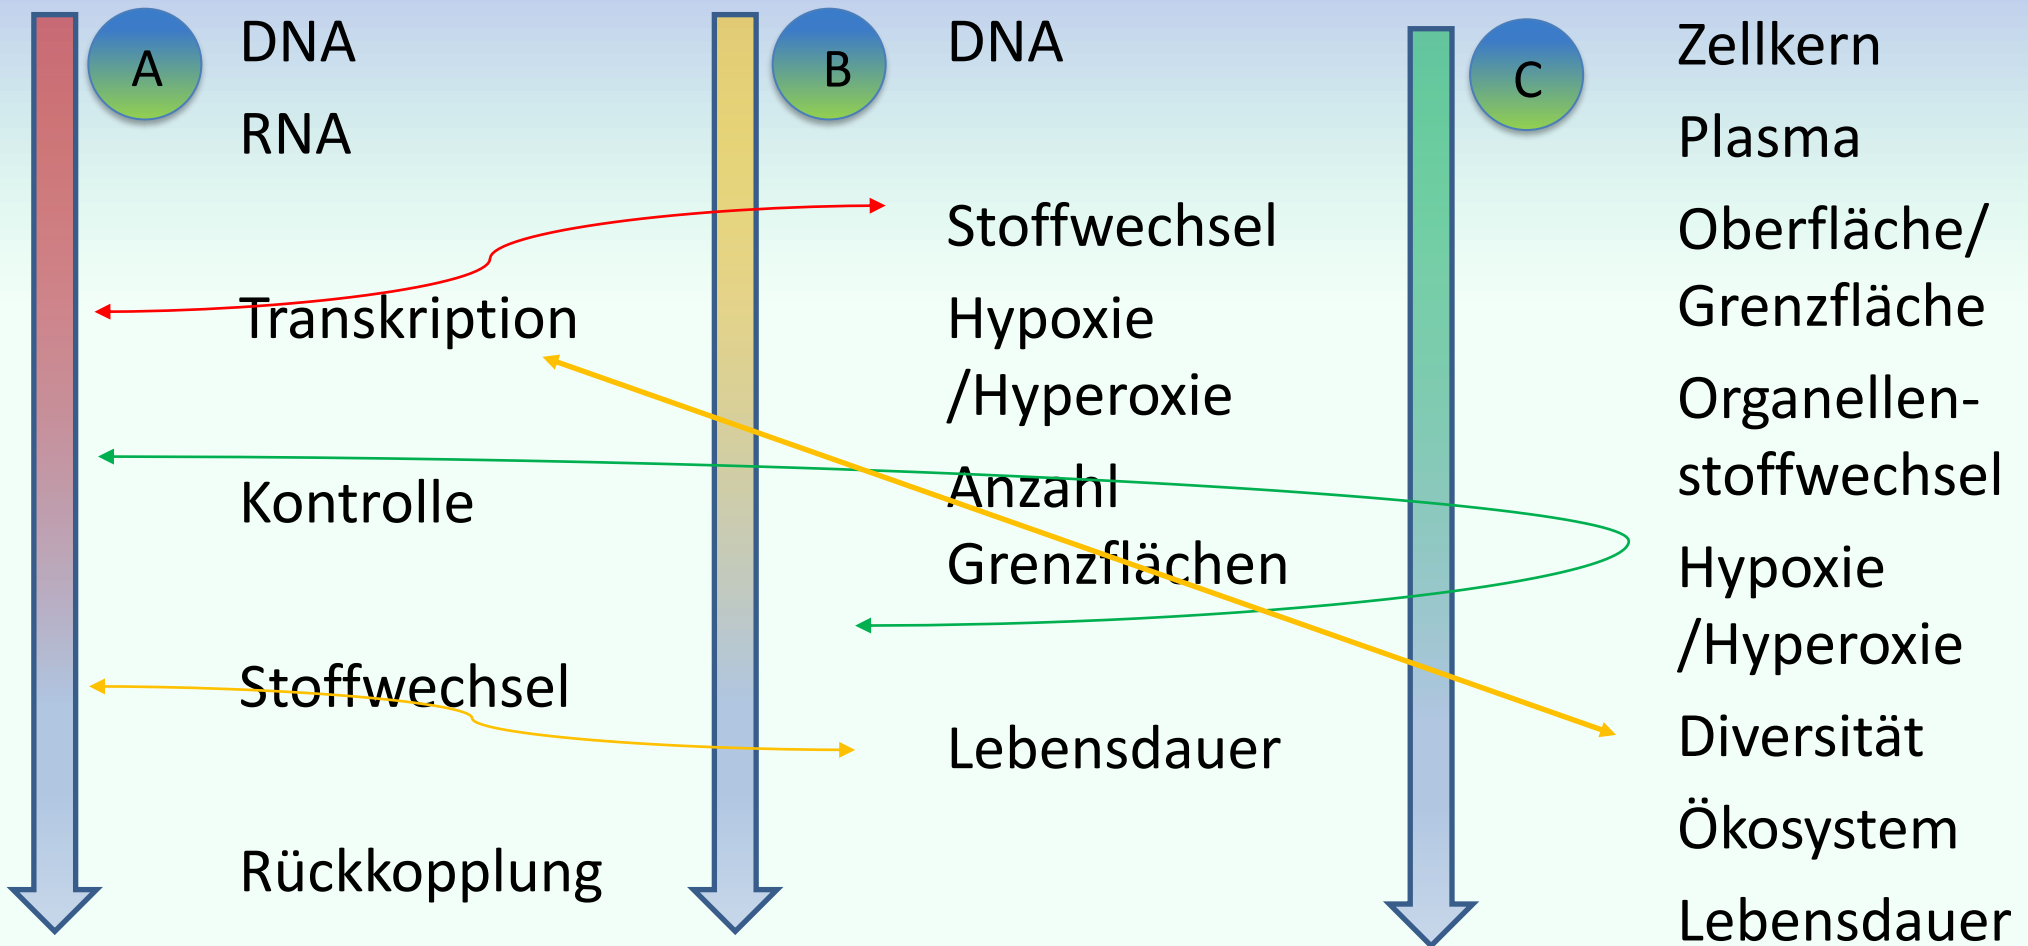 A
DNA
RNA
Transkription
Kontrolle
Stoffwechsel
Rückkopplung
B
DNA
Stoffwechsel
Hypoxie
/Hyperoxie
Anzahl
Grenzflächen
Lebensdauer
C
Zellkern
Plasma
Oberfläche/
Grenzfläche
Organellen-
stoffwechsel
Hypoxie
/Hyperoxie
Diversität
Ökosystem
Lebensdauer